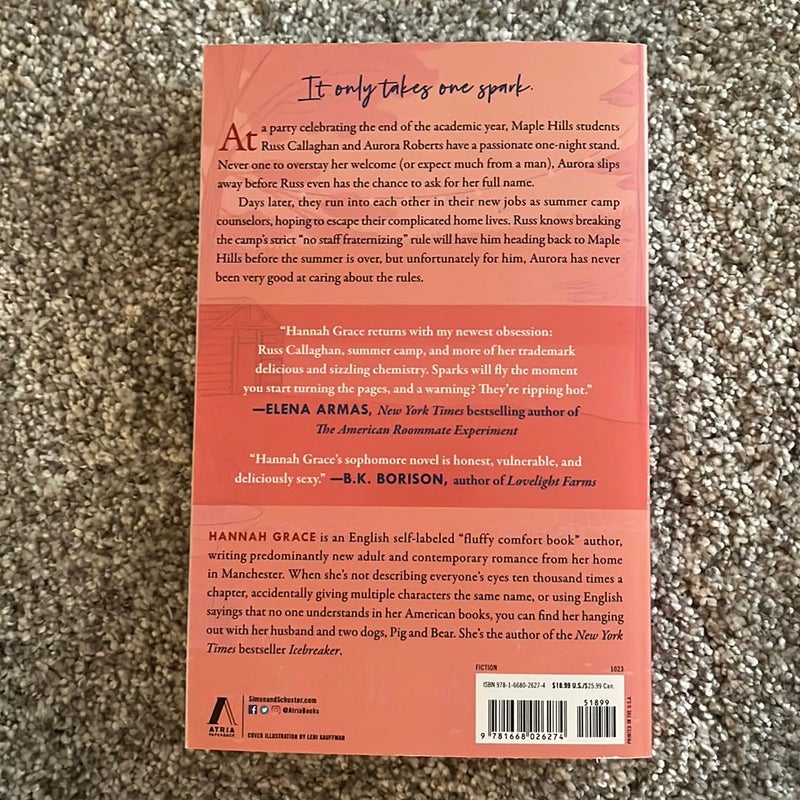 It only takes one spark.
At a party celebrating the end of the academic year, Maple Hills students
Russ Callaghan and Aurora Roberts have a passionate one-night stand.
Never one to overstay her welcome (or expect much from a man), Aurora slips
away before Russ even has the chance to ask for her full name.
Days later, they run into each other in their new jobs as summer camp
counselors, hoping to escape their complicated home lives. Russ knows breaking
the camp's strict “no staff fraternizing” rule will have him heading back to Maple
Hills before the summer is over, but unfortunately for him, Aurora has never
been very good at caring about the rules.
“Hannah Grace returns with my newest obsession:
Russ Callaghan, summer camp, and more of her trademark
delicious and sizzling chemistry. Sparks will fly the moment
you start turning the pages, and a warning? They're ripping hot.”
—ELENA ARMAS, New York Times bestselling author of
The American Roommate Experiment
“Hannah Grace's sophomore novel is honest, vulnerable, and
deliciously sexy.” —B.K. BORISON, author of Lovelight Farms
HANNAH GRACE is an English self-labeled “fluffy comfort book” author,
writing predominantly new adult and contemporary romance from her home
in Manchester. When she's not describing everyone's eyes ten thousand times a
chapter, accidentally giving multiple characters the same name, or using English
sayings that no one understands in her American books, you can find her hanging
out with her husband and two dogs, Pig and Bear. She's the author of the New York
Times bestseller Icebreaker.
FICTION 1023
ISBN 978-1-6680-2627-4 $18.99 U.S./$25.99 Can.
51899
9 781668 026274
PRINTED IN THE U.S.A.
SimonandSchuster.com
@AtriaBooks
ATRIA
PAPERBACK
COVER ILLUSTRATION BY LENI KAUFFMAN